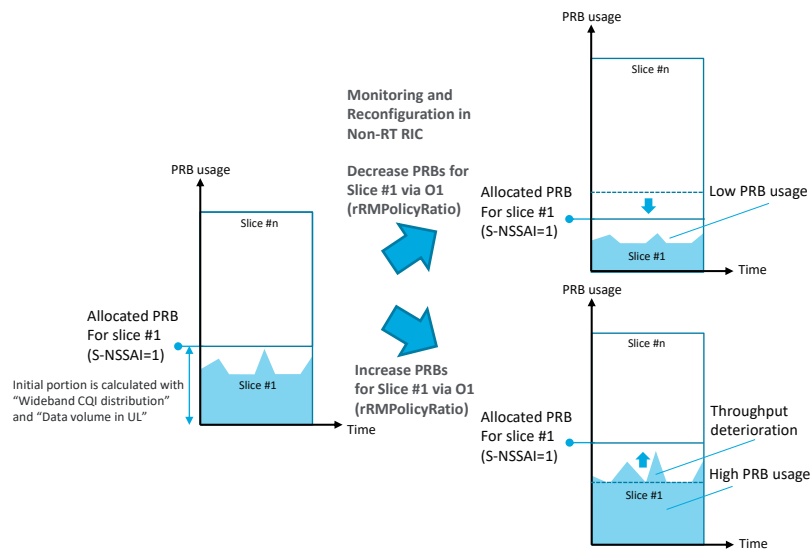 PRB usage
Slice #n
Allocated PRB
For slice #1
(S-NSSAI=1)
Slice #1
Initial portion is calculated with
“Wideband CQI distribution”
and “Data volume in UL”
Time
Monitoring and
Reconfiguration in
Non-RT RIC
Decrease PRBs for
Slice #1 via O1
(rRMPolicyRatio)
Increase PRBs
for Slice #1 via O1
(rRMPolicyRatio)
PRB usage
Slice #n
Allocated PRB
For slice #1
(S-NSSAI=1)
Low PRB usage
Slice #1
Time
PRB usage
Slice #n
Allocated PRB
For slice #1
(S-NSSAI=1)
Throughput
deterioration
High PRB usage
Slice #1
Time